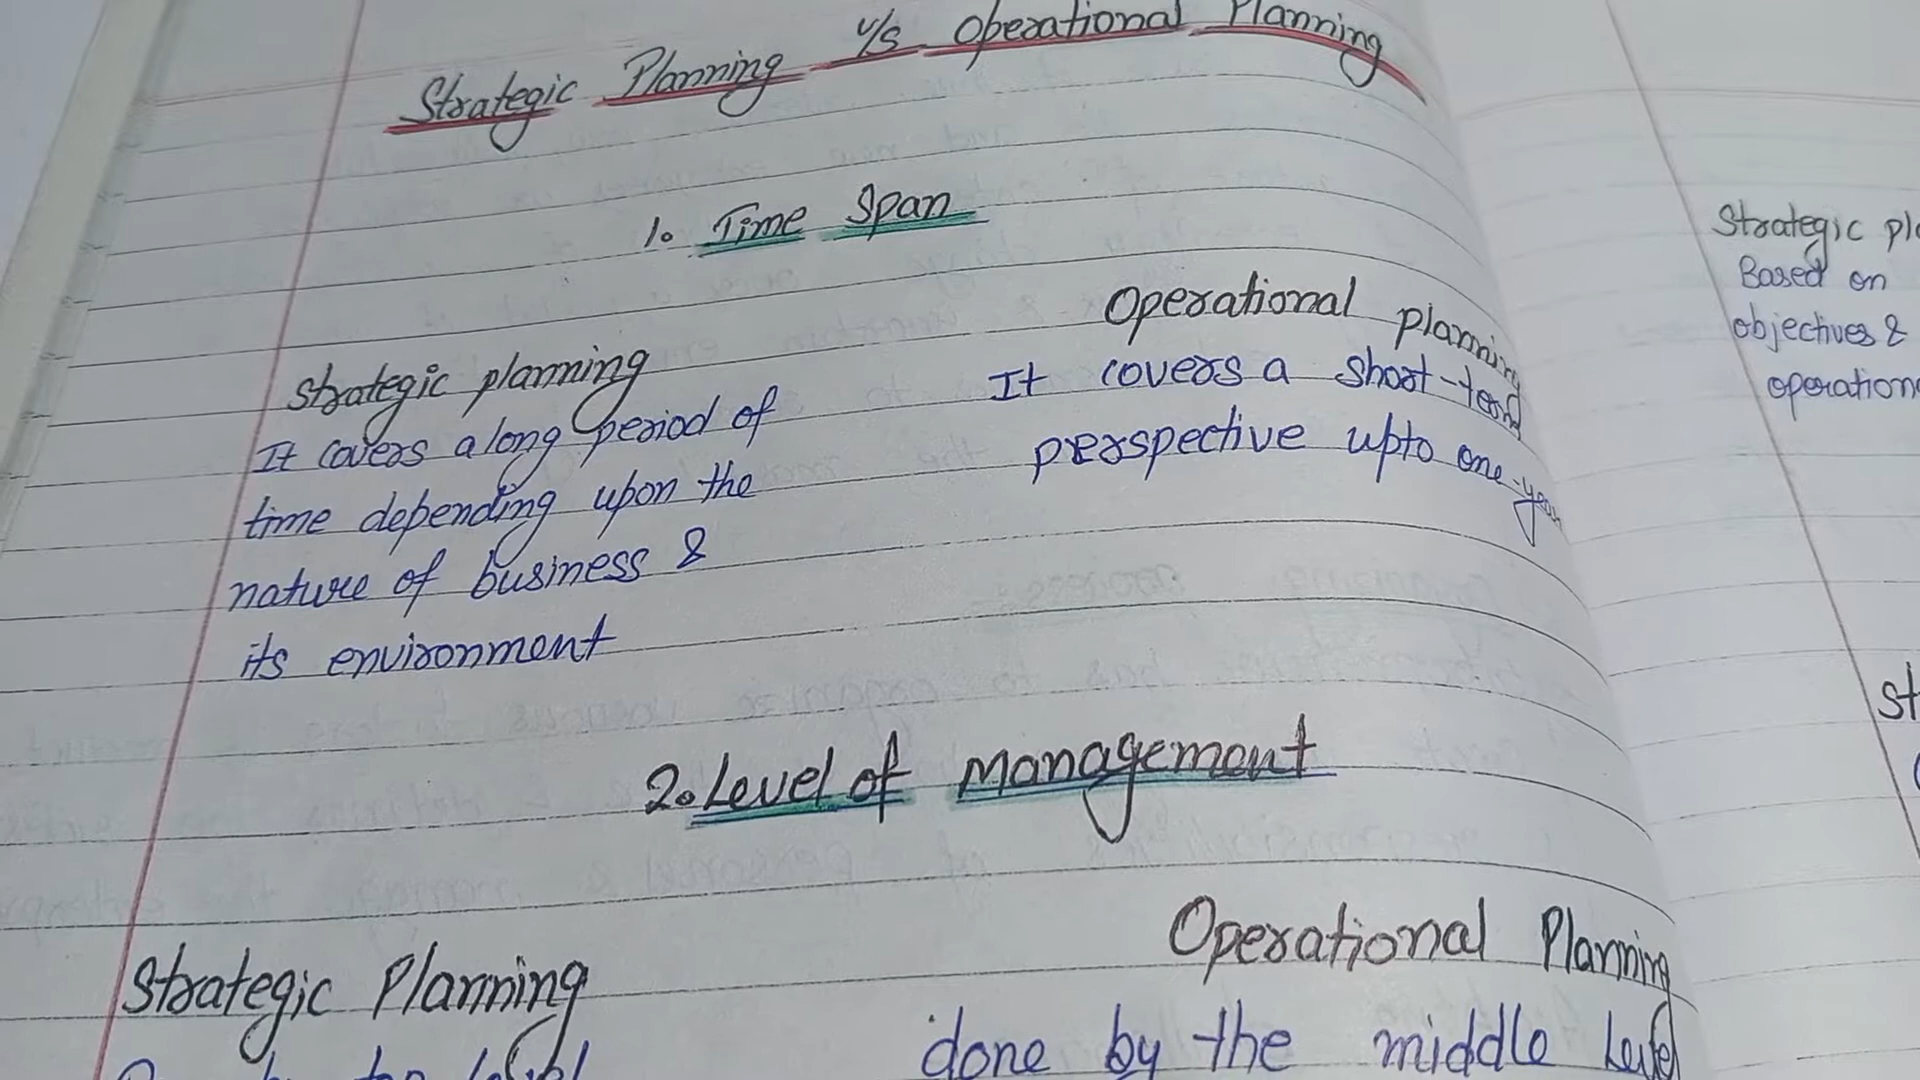 Strategic Planning v/s Operational Planning
1. Time Span
Strategic planning
It covers a long period of
time depending upon the
nature of business &
its environment
Operational planning
It covers a short-term
perspective upto one-year
2. Level of Management
Strategic Planning
Operational Planning
done by the middle level
Strategic
Based on
objectives &